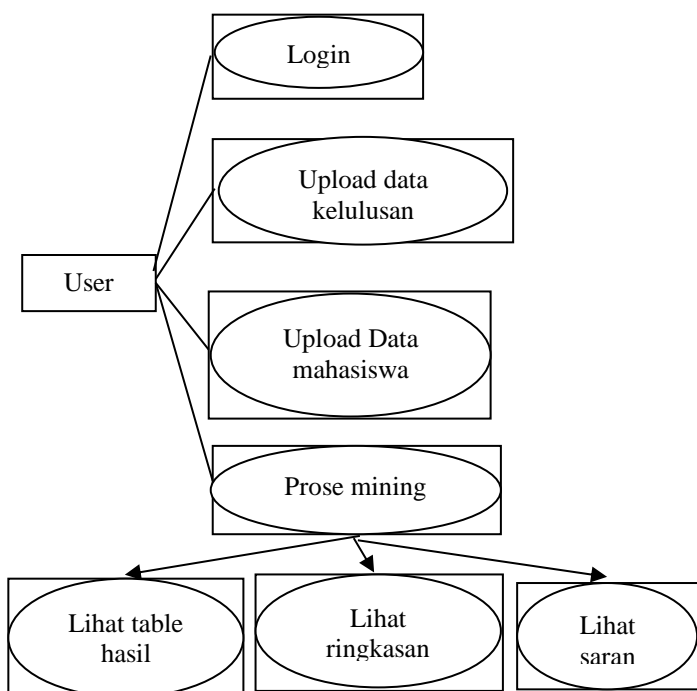 Login
Upload data
kelulusan
User
Upload Data
mahasiswa
Prose mining
Lihat table
hasil
Lihat
ringkasan
Lihat
saran